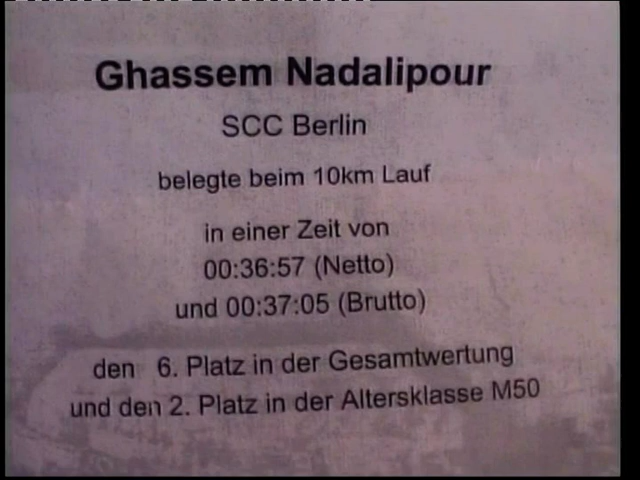 Ghassem Nadalipour
SCC Berlin
belegte beim 10km Lauf
in einer Zeit von
00:36:57 (Netto)
und 00:37:05 (Brutto)
den 6. Platz in der Gesamtwertung
und den 2. Platz in der Altersklasse M50